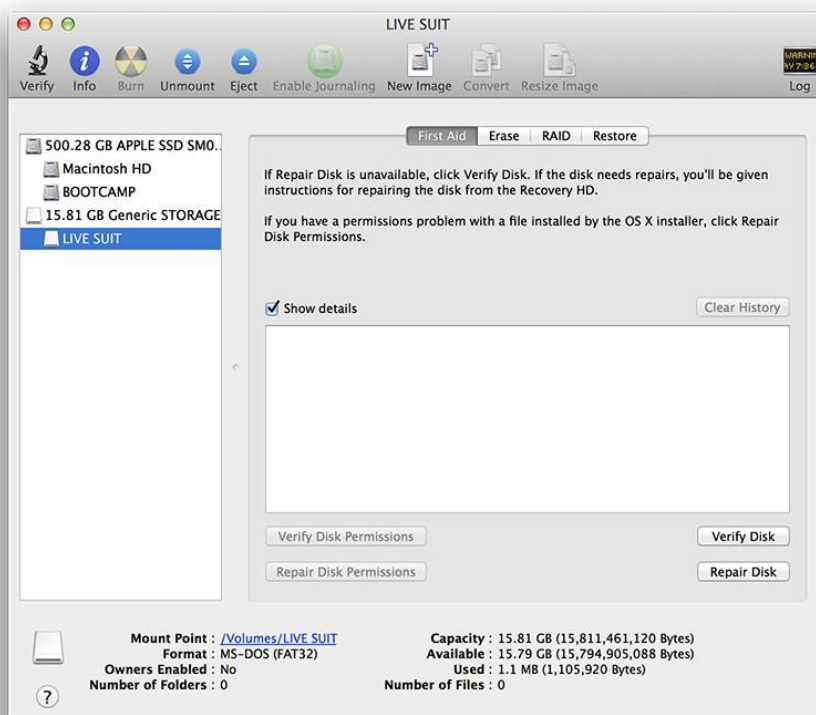 LIVE SUIT
Verify Info Burn Unmount Eject Enable Journaling New Image Convert Resize Image Log
WARNIN
AY 7:36
500.28 GB APPLE SSD SM0..
Macintosh HD
BOOTCAMP
15.81 GB Generic STORAGE
LIVE SUIT
First Aid Erase RAID Restore
If Repair Disk is unavailable, click Verify Disk. If the disk needs repairs, you'll be given
instructions for repairing the disk from the Recovery HD.
If you have a permissions problem with a file installed by the OS X installer, click Repair
Disk Permissions.
Show details
Clear History
Verify Disk Permissions Verify Disk
Repair Disk Permissions Repair Disk
Mount Point : /Volumes/LIVE SUIT Capacity : 15.81 GB (15,811,461,120 Bytes)
Format : MS-DOS (FAT32) Available : 15.79 GB (15,794,905,088 Bytes)
Owners Enabled : No Used : 1.1 MB (1,105,920 Bytes)
Number of Folders : 0 Number of Files : 0
?